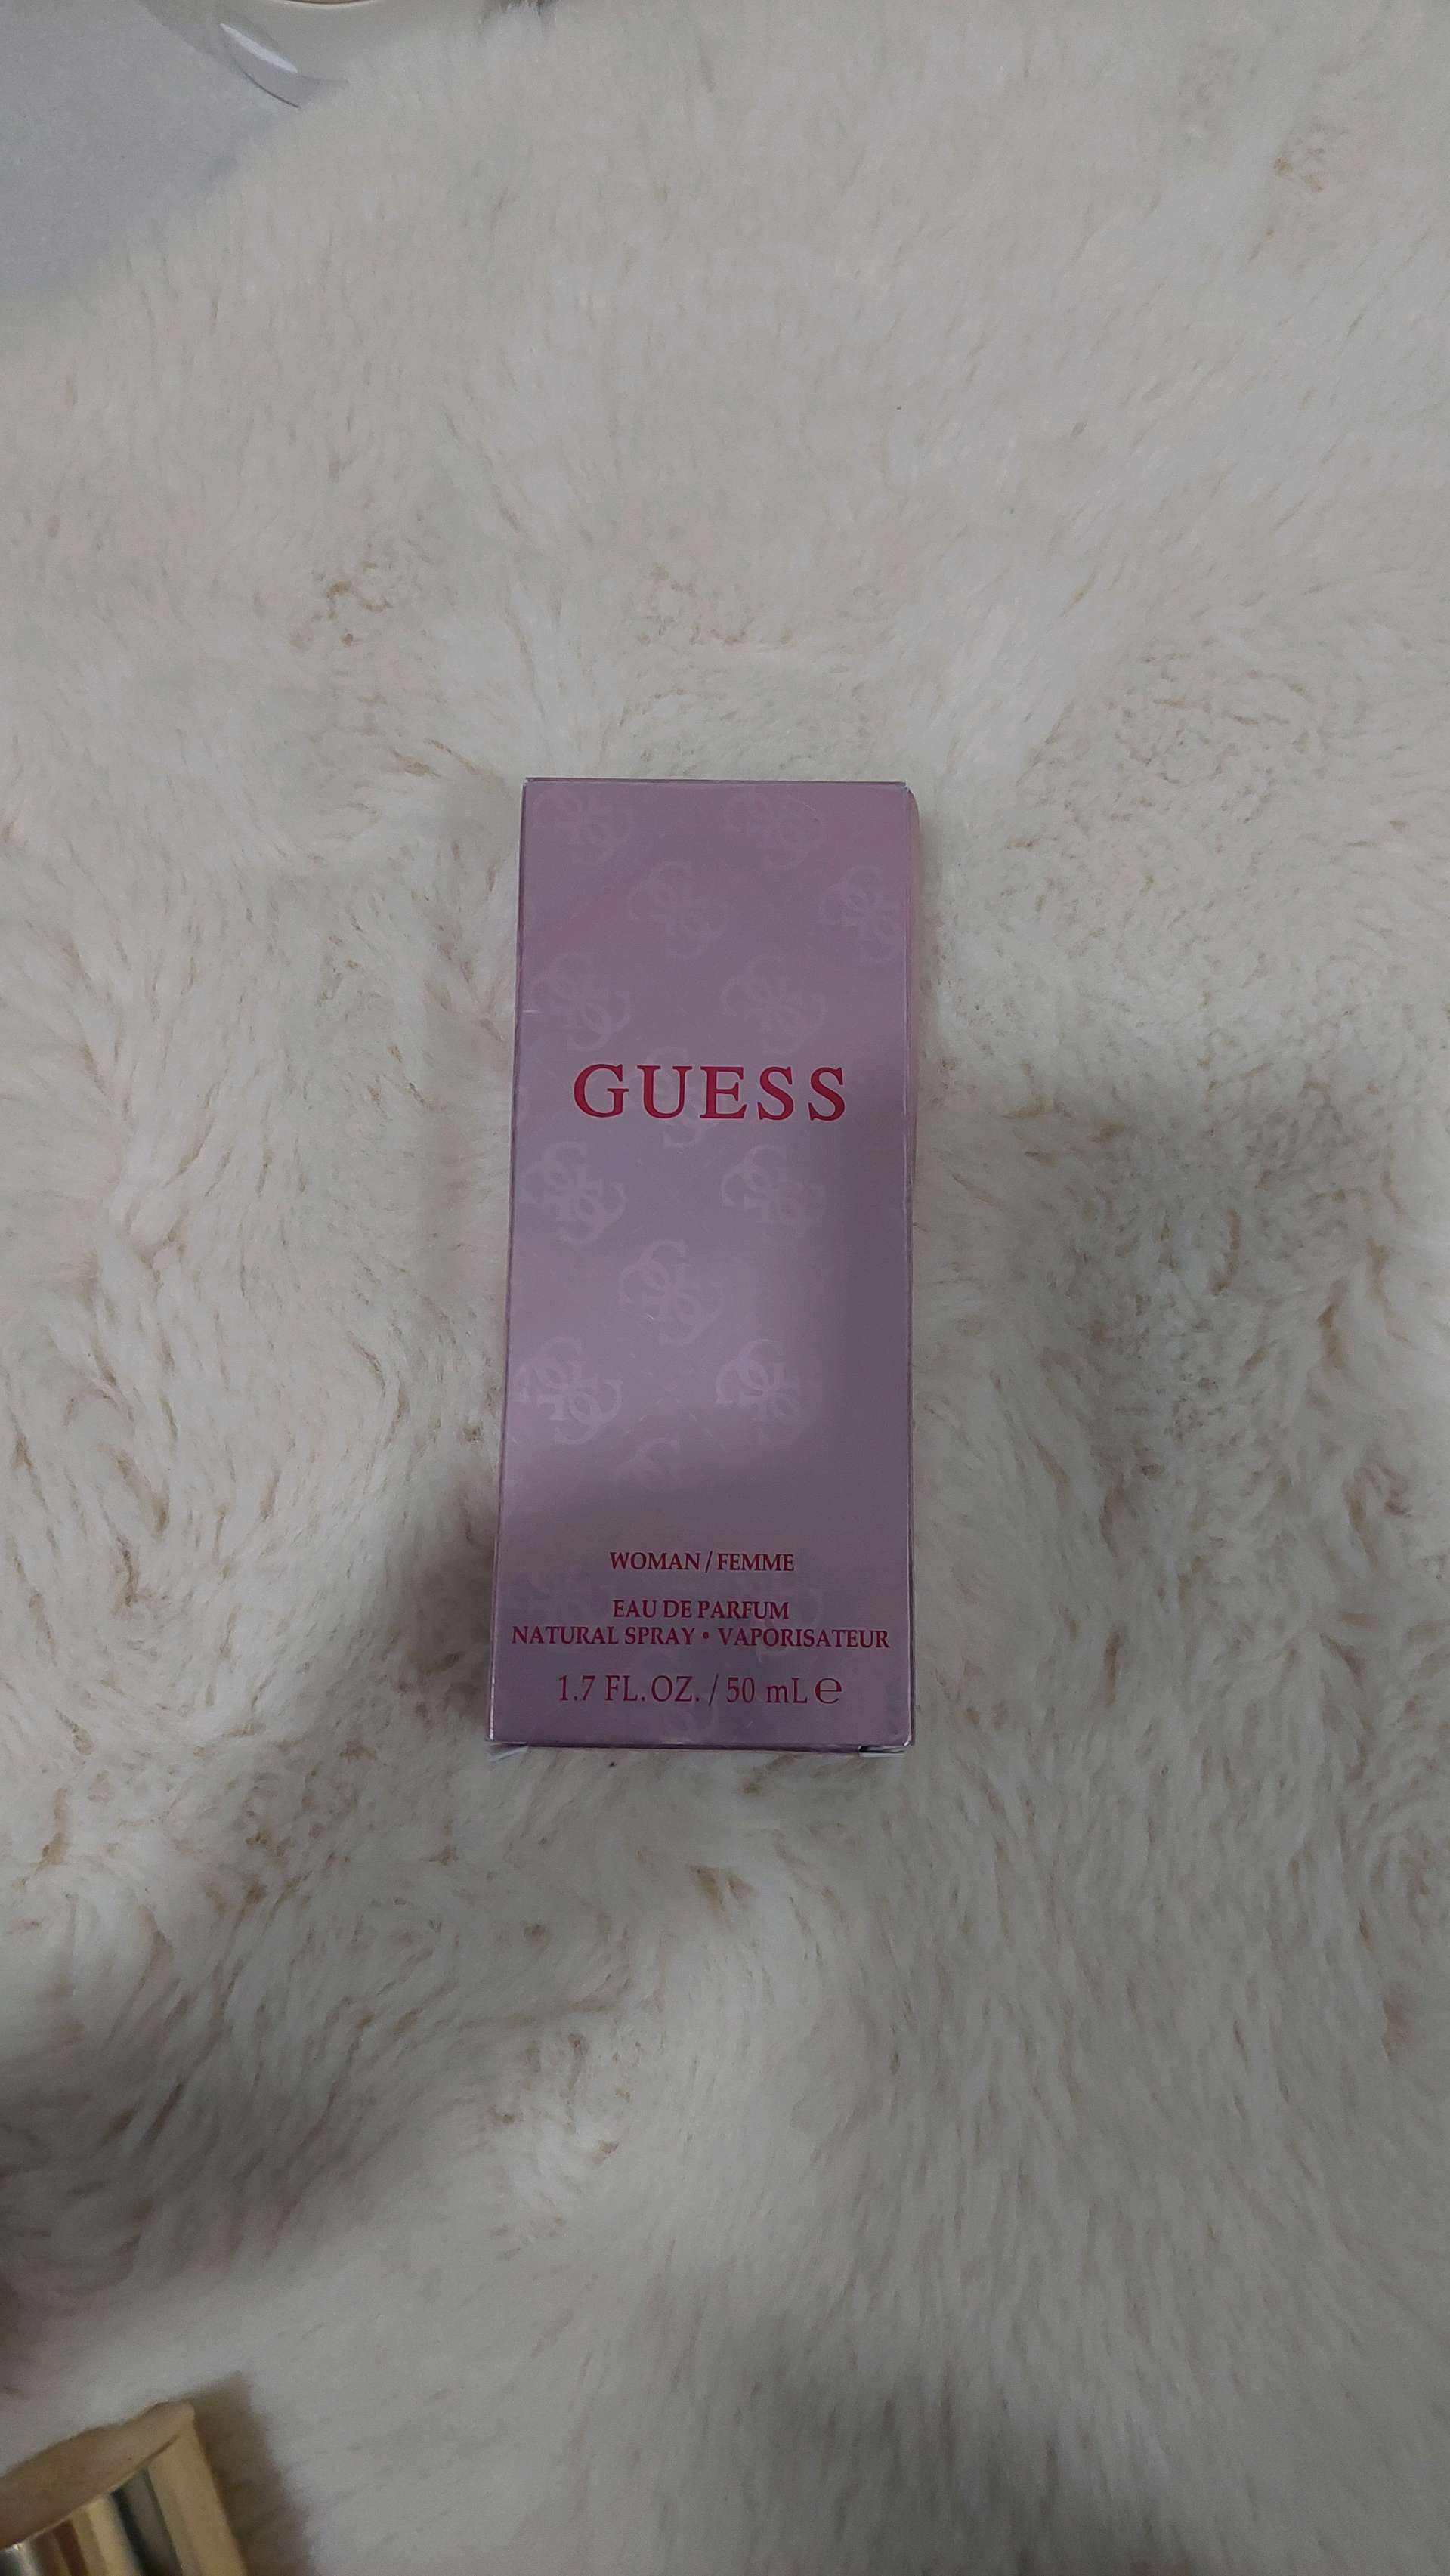 GUESS
WOMAN / FEMME
EAU DE PARFUM
NATURAL SPRAY • VAPORISATEUR
1.7 FL.OZ. / 50 mL ℮